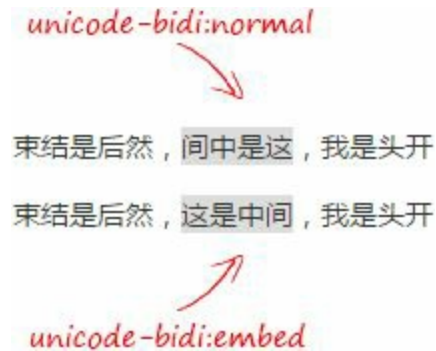 unicode-bidi:normal
束结是后然，间中是这，我是头开
束结是后然，这是中间，我是头开
unicode-bidi:embed